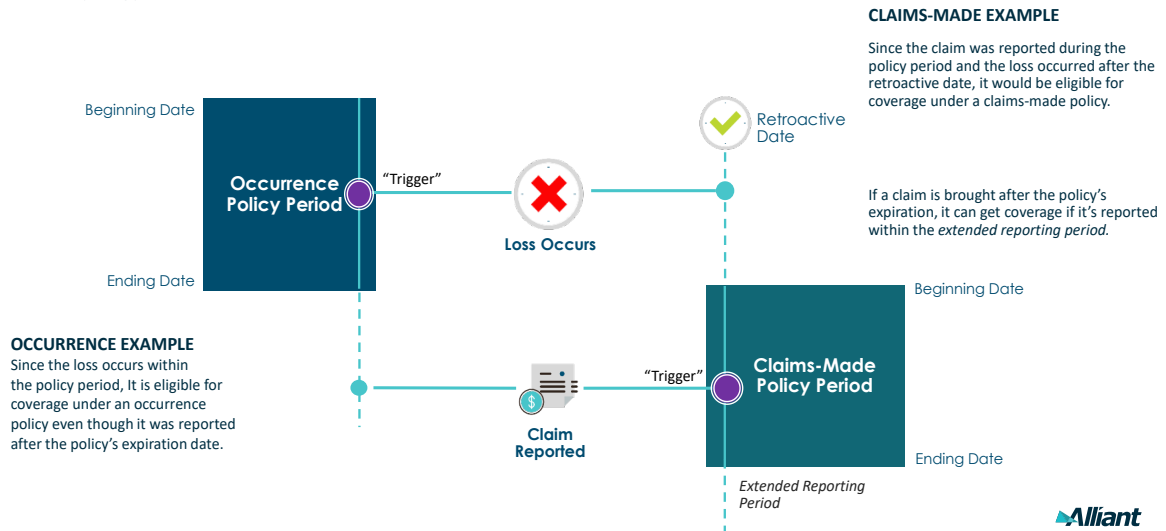 CLAIMS-MADE EXAMPLE
Since the claim was reported during the
policy period and the loss occurred after the
retroactive date, it would be eligible for
coverage under a claims-made policy.
Beginning Date
Retroactive
Date
Occurrence
Policy Period
“Trigger”
If a claim is brought after the policy’s
expiration, it can get coverage if it’s reported
within the extended reporting period.
Loss Occurs
Ending Date
Beginning Date
OCCURRENCE EXAMPLE
Since the loss occurs within
the policy period, It is eligible for
coverage under an occurrence
policy even though it was reported
after the policy’s expiration date.
“Trigger”
Claims-Made
Policy Period
$
Claim
Reported
Ending Date
Extended Reporting
Period
Alliant